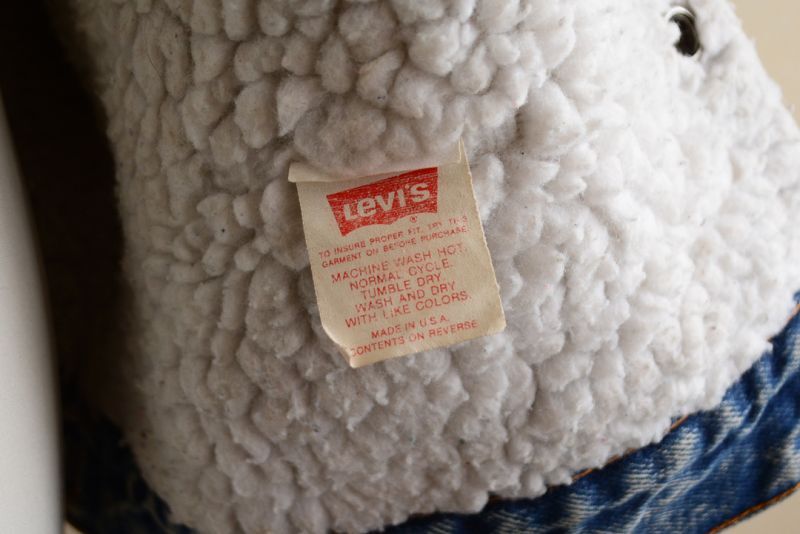 Levi's
®
TO INSURE PROPER FIT, TRY THIS
GARMENT ON BEFORE PURCHASE.
MACHINE WASH HOT.
NORMAL CYCLE.
TUMBLE DRY.
WASH AND DRY
WITH LIKE COLORS.
MADE IN U.S.A.
CONTENTS ON REVERSE